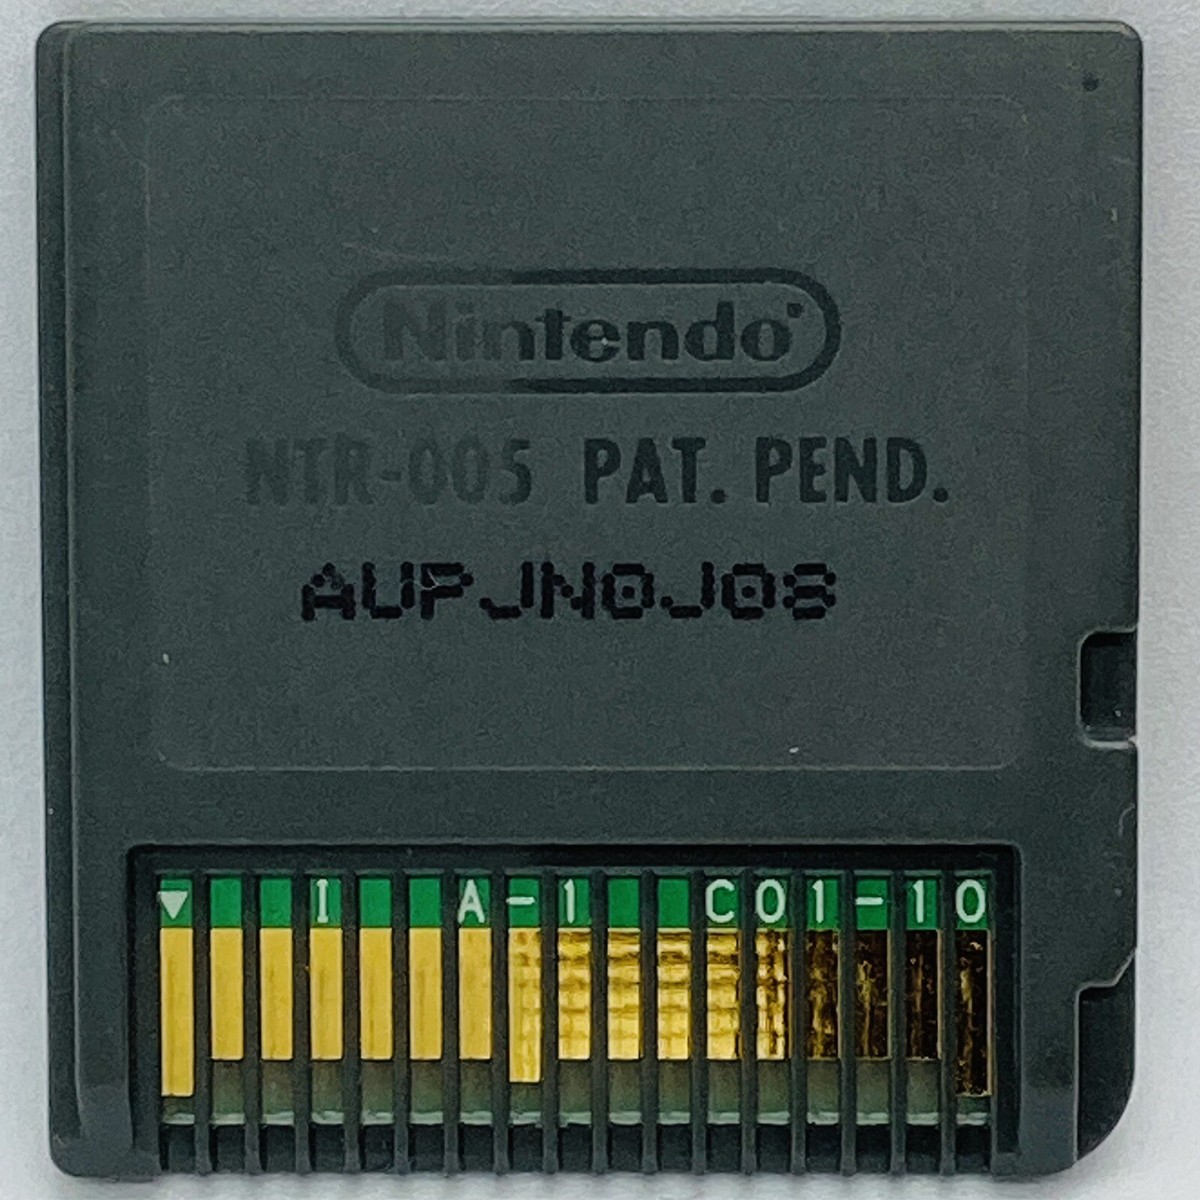 Nintendo
NTR-005 PAT. PEND.
AUPJN0J08
I A-1 C01-10